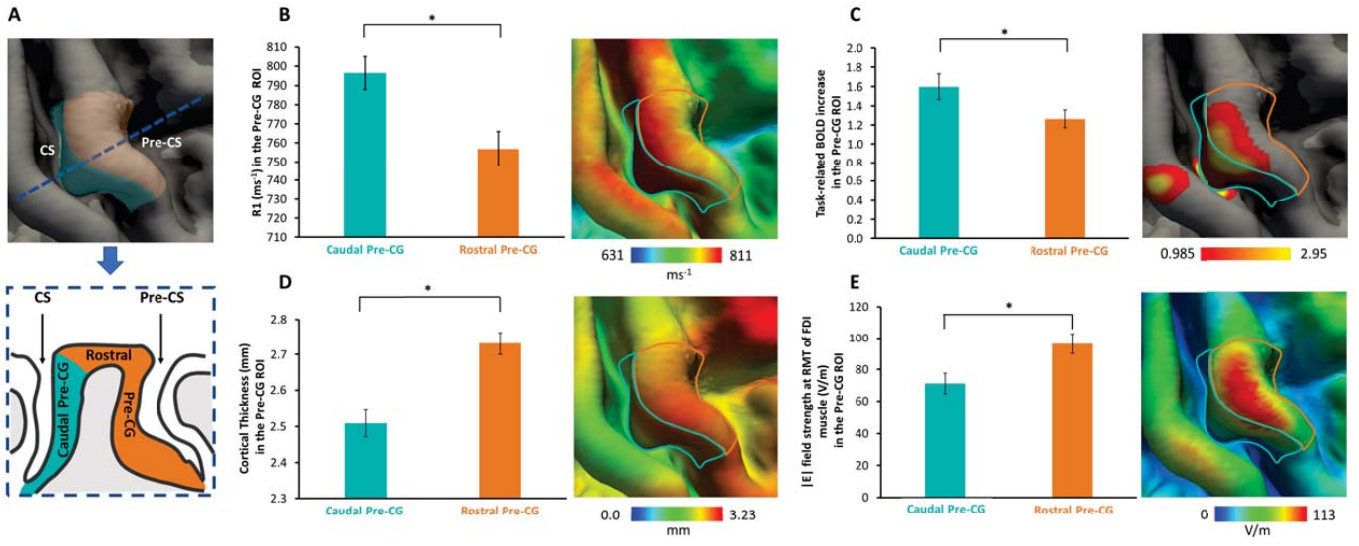 A
CS
Pre-CS
CS
Pre-CS
Rostral
Caudal Pre-CG
Pre-CG
B
*
R1 (ms⁻¹) in the Pre-CG ROI
810
800
790
780
770
760
750
740
730
720
710
Caudal Pre-CG
Rostral Pre-CG
631
811
ms⁻¹
C
*
Task-related BOLD increase
in the Pre-CG ROI
2.0
1.8
1.6
1.4
1.2
1.0
0.8
0.6
0.4
0.2
0.0
Caudal Pre-CG
Rostral Pre-CG
0.985
2.95
D
*
Cortical Thickness (mm)
in the Pre-CG ROI
2.8
2.7
2.6
2.5
2.4
2.3
Caudal Pre-CG
Rostral Pre-CG
0.0
3.23
mm
E
*
|E| field strength at RMT of FDI
muscle (V/m)
in the Pre-CG ROI
120
100
80
60
40
20
0
Caudal Pre-CG
Rostral Pre-CG
0
113
V/m